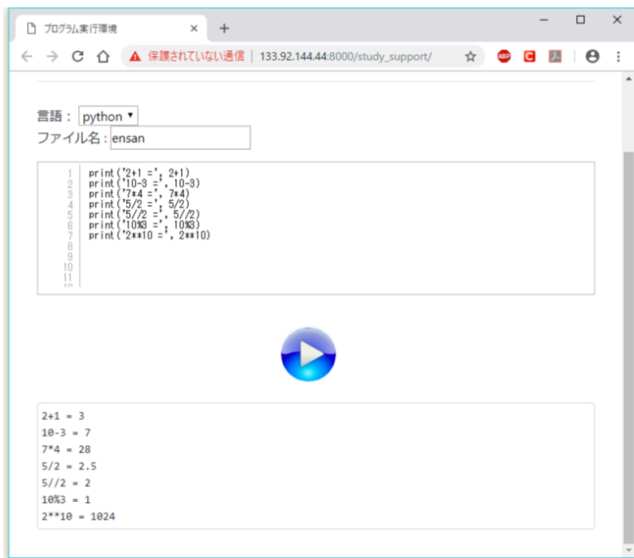 プログラム実行環境
保護されていない通信 | 133.92.144.44:8000/study_support/
ABP
C
言語： python
ファイル名 : ensan
1 print('2+1 =', 2+1)
2 print('10-3 =', 10-3)
3 print('7*4 =', 7*4)
4 print('5/2 =', 5/2)
5 print('5//2 =', 5//2)
6 print('10%3 =', 10%3)
7 print('2**10 =', 2**10)
8
9
10
11
2+1 = 3
10-3 = 7
7*4 = 28
5/2 = 2.5
5//2 = 2
10%3 = 1
2**10 = 1024